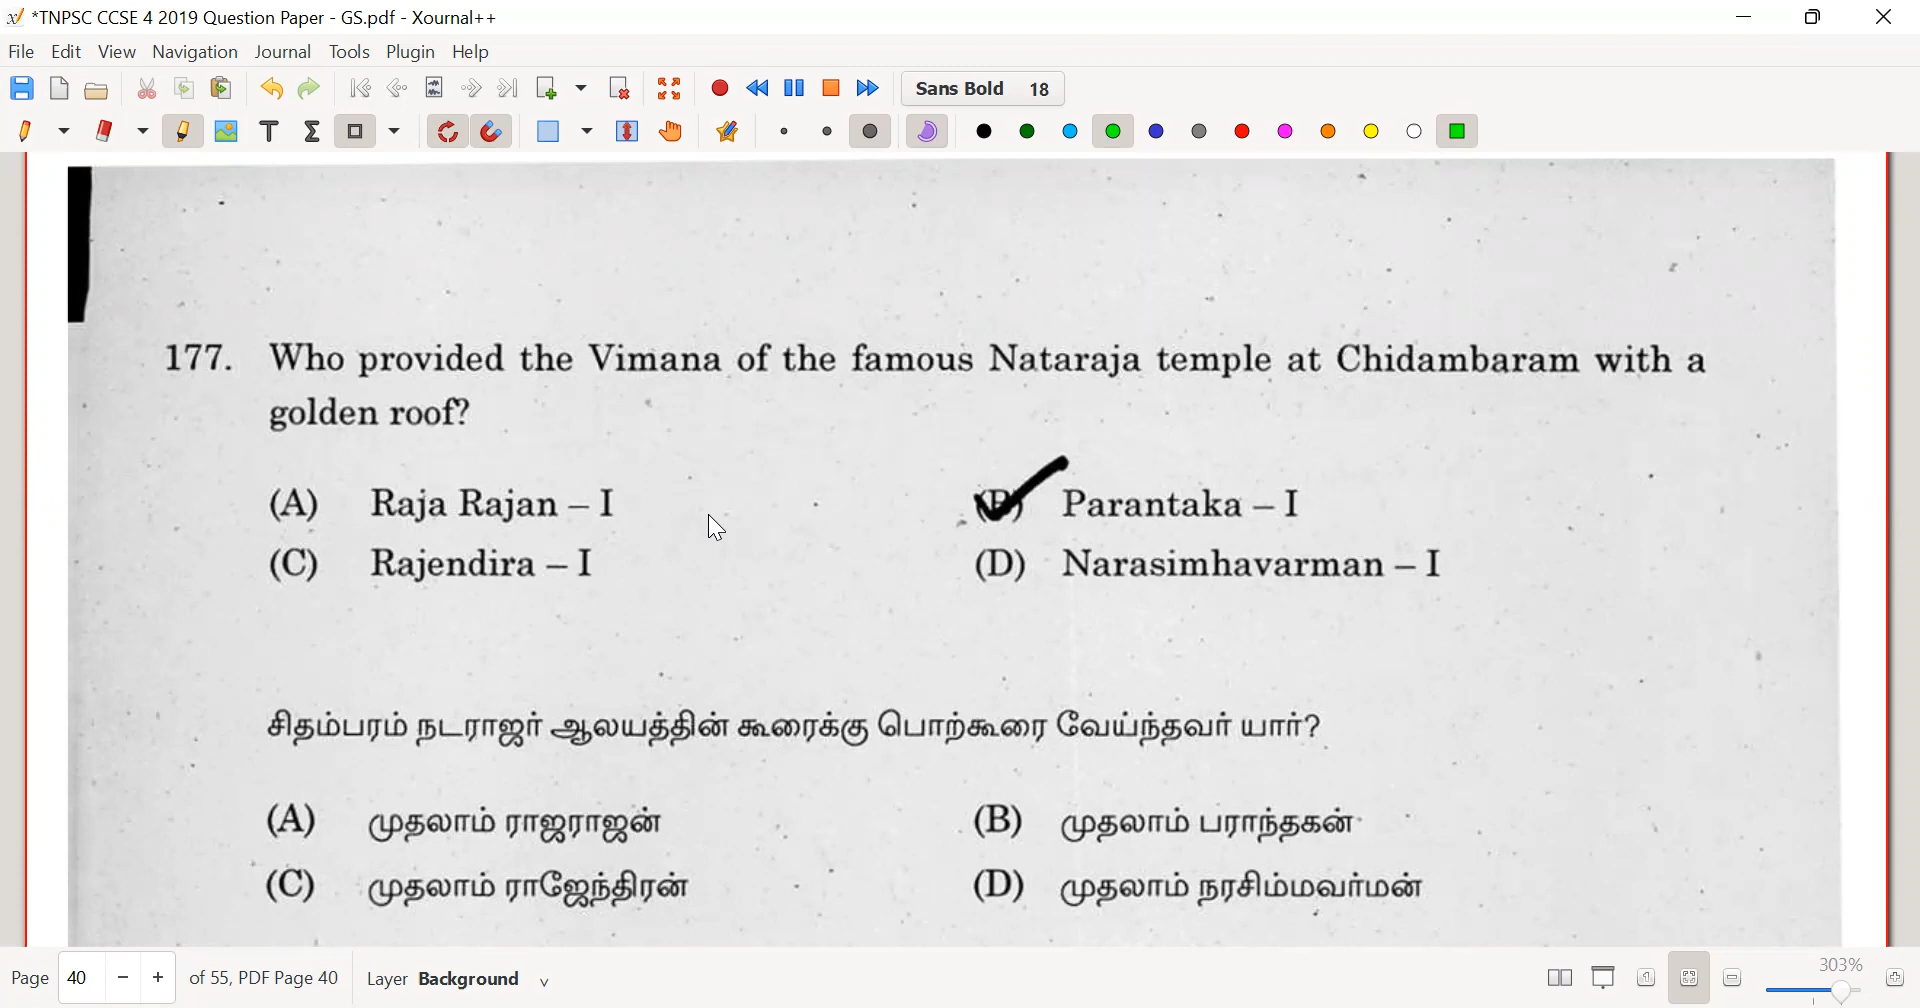 *TNPSC CCSE 4 2019 Question Paper - GS.pdf - Xournal++
File Edit View Navigation Journal Tools Plugin Help
Sans Bold 18
177. Who provided the Vimana of the famous Nataraja temple at Chidambaram with a
golden roof?
(A) Raja Rajan – I (B) Parantaka – I
(C) Rajendira – I (D) Narasimhavarman – I
சிதம்பரம் நடராஜர் ஆலயத்தின் கூரைக்கு பொற்கூரை வேய்ந்தவர் யார்?
(A) முதலாம் ராஜராஜன் (B) முதலாம் பராந்தகன்
(C) முதலாம் ராஜேந்திரன் (D) முதலாம் நரசிம்மவர்மன்
Page 40 of 55, PDF Page 40 Layer Background 303%